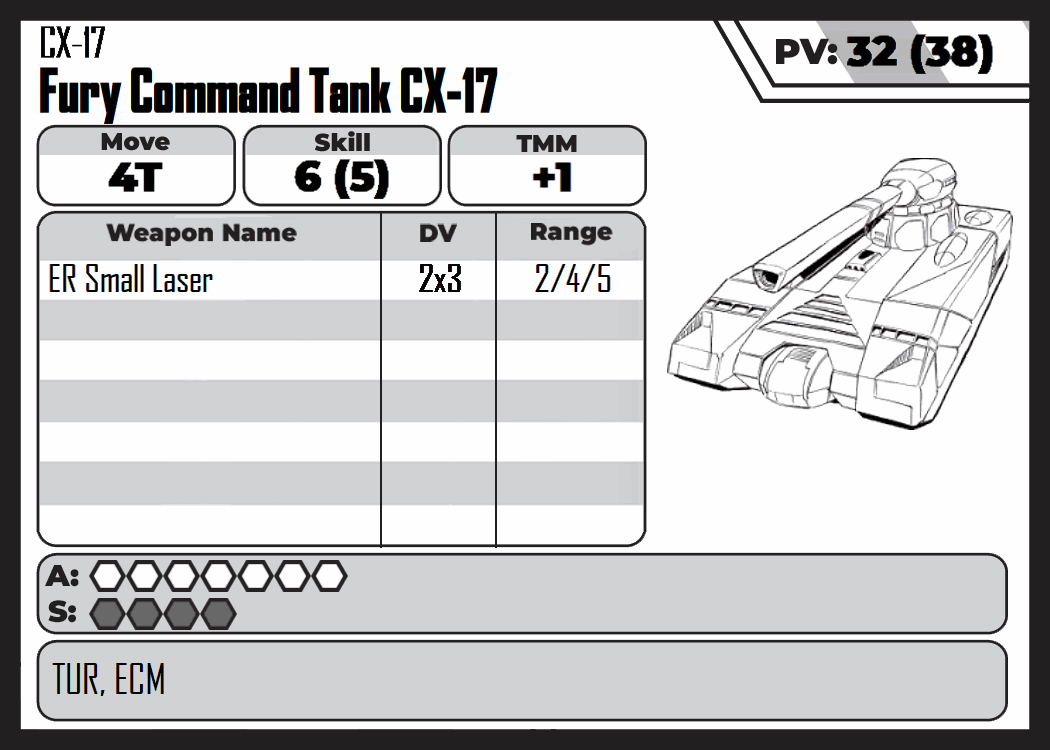 CX-17
PV: 32 (38)
Fury Command Tank CX-17
Move Skill TMM
4T 6 (5) +1
Weapon Name DV Range
ER Small Laser 2x3 2/4/5
A:
S:
TUR, ECM